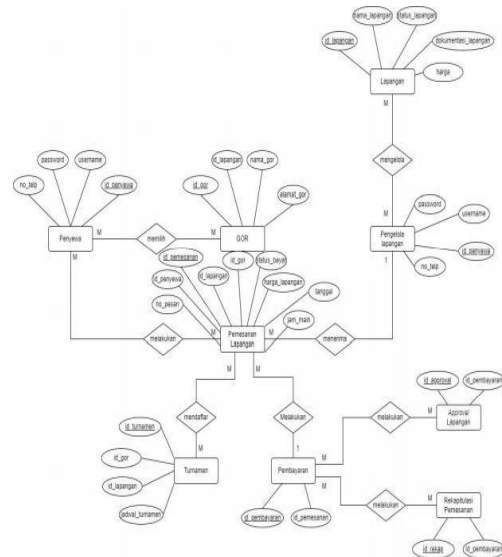 nama_lapangan
status_lapangan
id_lapangan
dokumentasi_lapangan
harga
Lapangan
M
mengelola
M
password
username
Pengelola
lapangan
id_penyewa
no_telp
1
password
username
no_telp
id_penyewa
Penyewa
M
memilih
M
id_lapangan
nama_gor
id_gor
alamat_gor
GOR
M
id_pemesanan
id_gor
status_bayar
id_penyewa
id_lapangan
harga_lapangan
tanggal
no_pesan
jam_main
Pemesanan
Lapangan
M
melakukan
M
M
menerima
M
M
mendaftar
Melakukan
id_turnamen
id_gor
id_lapangan
jadwal_turnamen
M
Turnamen
1
Pembayaran
id_pembayaran
id_pemesanan
M
melakukan
M
id_approval
id_pembayaran
Approval
Lapangan
M
melakukan
M
Rekapitulasi
Pemesanan
id_rekap
id_pembayaran